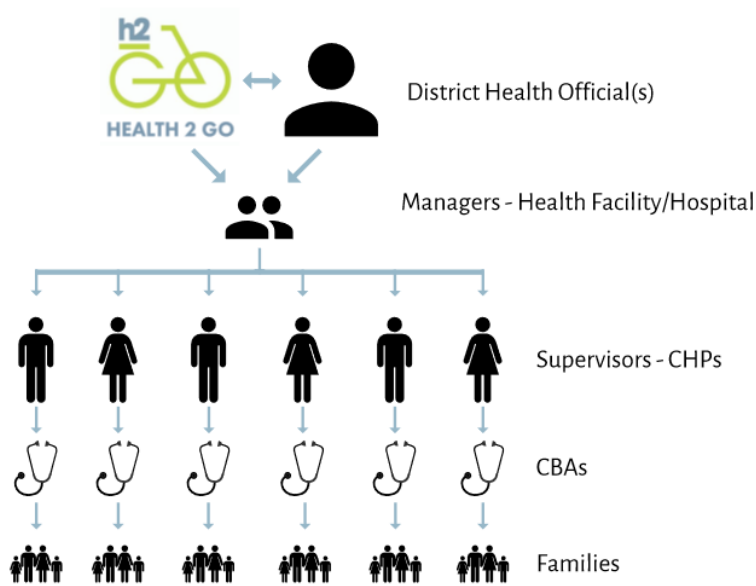 h2
GO
HEALTH 2 GO
District Health Official(s)
Managers - Health Facility/Hospital
Supervisors - CHPs
CBAs
Families